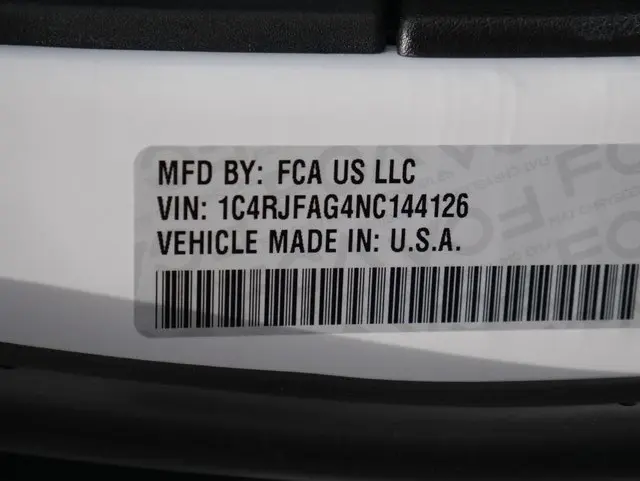 MFD BY: FCA US LLC
VIN: 1C4RJFAG4NC144126
VEHICLE MADE IN: U.S.A.